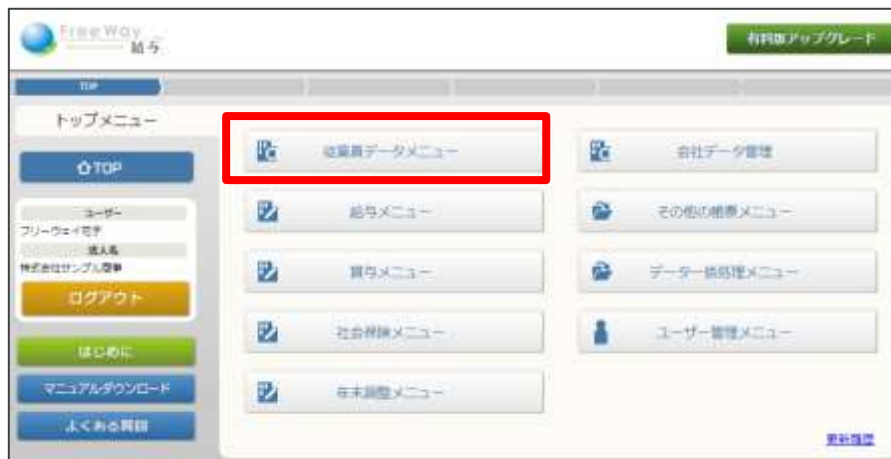 FreeWay
給与
有料版アップグレード
TOP
トップメニュー
TOP
ユーザー
フリーウェイ花子
法人名
株式会社サンプル商事
ログアウト
はじめに
マニュアルダウンロード
よくある質問
従業員データメニュー
会社データ管理
給与メニュー
その他の帳票メニュー
賞与メニュー
データ一括処理メニュー
社会保険メニュー
ユーザー管理メニュー
年末調整メニュー
更新履歴